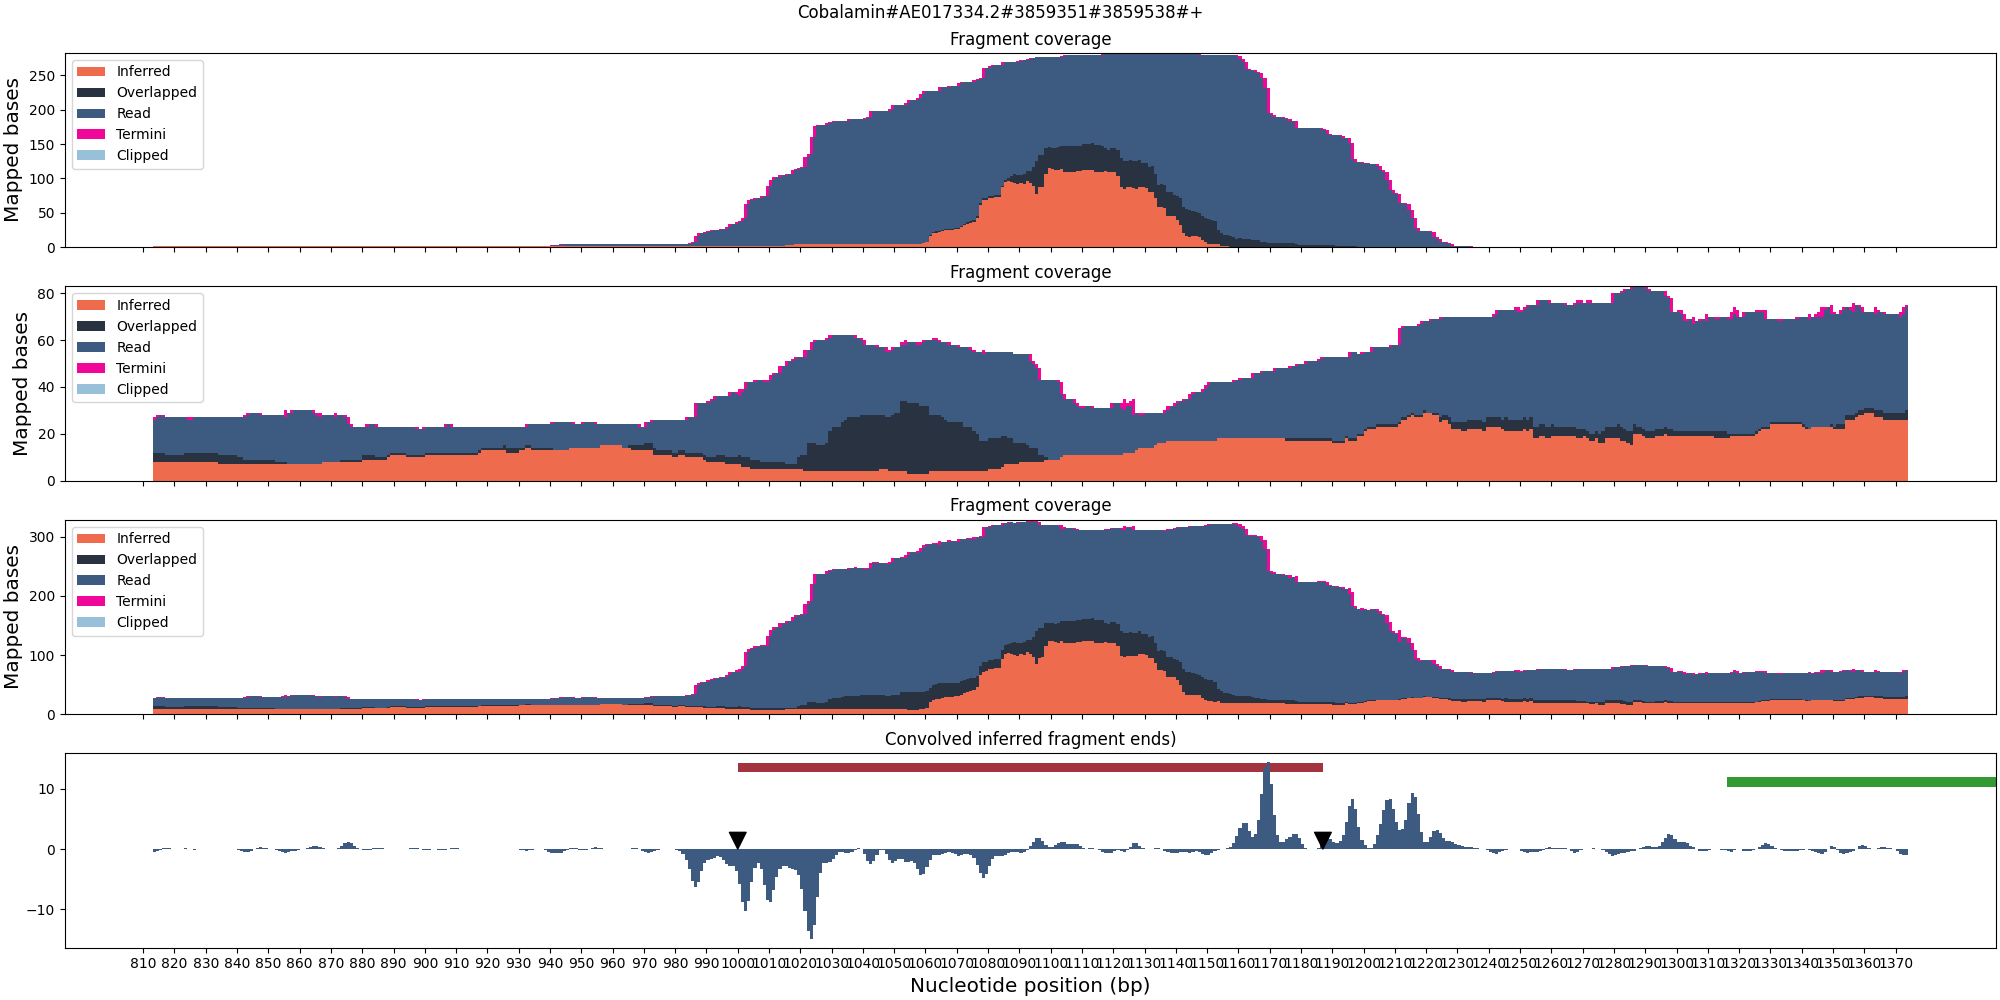 Cobalamin#AE017334.2#3859351#3859538#+
Fragment coverage
Mapped bases
250
200
150
100
50
0
Inferred
Overlapped
Read
Termini
Clipped
Fragment coverage
Mapped bases
80
60
40
20
0
Inferred
Overlapped
Read
Termini
Clipped
Fragment coverage
Mapped bases
300
200
100
0
Inferred
Overlapped
Read
Termini
Clipped
Convolved inferred fragment ends)
10
0
−10
810 820 830 840 850 860 870 880 890 900 910 920 930 940 950 960 970 980 990 1000 1010 1020 1030 1040 1050 1060 1070 1080 1090 1100 1110 1120 1130 1140 1150 1160 1170 1180 1190 1200 1210 1220 1230 1240 1250 1260 1270 1280 1290 1300 1310 1320 1330 1340 1350 1360 1370
Nucleotide position (bp)